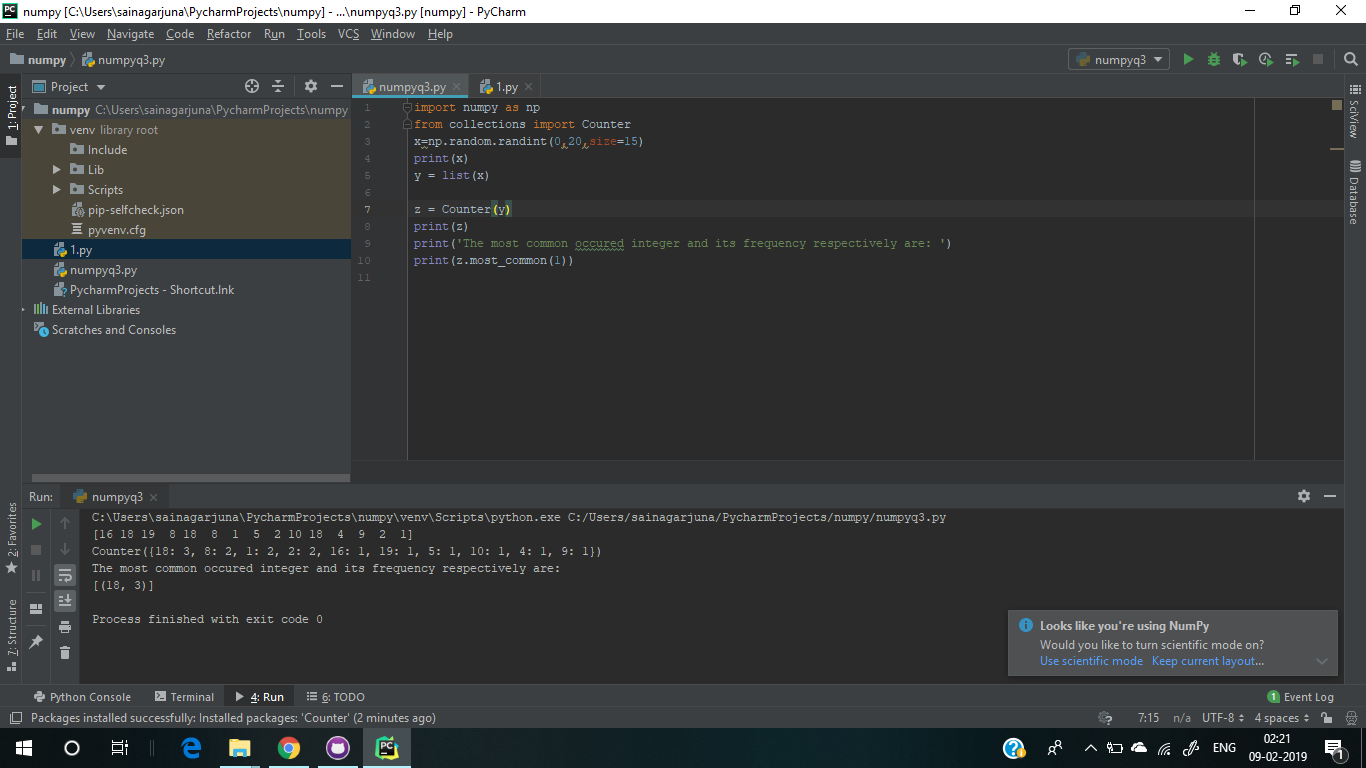 numpy [C:\Users\sainagarjuna\PycharmProjects\numpy] - ...\numpyq3.py [numpy] - PyCharm
File Edit View Navigate Code Refactor Run Tools VCS Window Help
numpy numpyq3.py
numpyq3
1: Project
Project
numpyq3.py
1.py
numpy C:\Users\sainagarjuna\PycharmProjects\numpy
venv library root
Include
Lib
Scripts
pip-selfcheck.json
pyvenv.cfg
1.py
numpyq3.py
PycharmProjects - Shortcut.lnk
External Libraries
Scratches and Consoles
1 import numpy as np
2 from collections import Counter
3 x=np.random.randint(0,20,size=15)
4 print(x)
5 y = list(x)
6
7 z = Counter(y)
8 print(z)
9 print('The most common occured integer and its frequency respectively are: ')
10 print(z.most_common(1))
11
SciView
Database
2: Favorites
7: Structure
Run: numpyq3
C:\Users\sainagarjuna\PycharmProjects\numpy\venv\Scripts\python.exe C:/Users/sainagarjuna/PycharmProjects/numpy/numpyq3.py
[16 18 19  8 18  8  1  5  2 10 18  4  9  2  1]
Counter({18: 3, 8: 2, 1: 2, 2: 2, 16: 1, 19: 1, 5: 1, 10: 1, 4: 1, 9: 1})
The most common occured integer and its frequency respectively are:
[(18, 3)]
Process finished with exit code 0
Looks like you're using NumPy
Would you like to turn scientific mode on?
Use scientific mode Keep current layout...
Python Console Terminal 4: Run 6: TODO
1 Event Log
Packages installed successfully: Installed packages: 'Counter' (2 minutes ago)
7:15 n/a UTF-8 4 spaces
ENG
02:21
09-02-2019
1